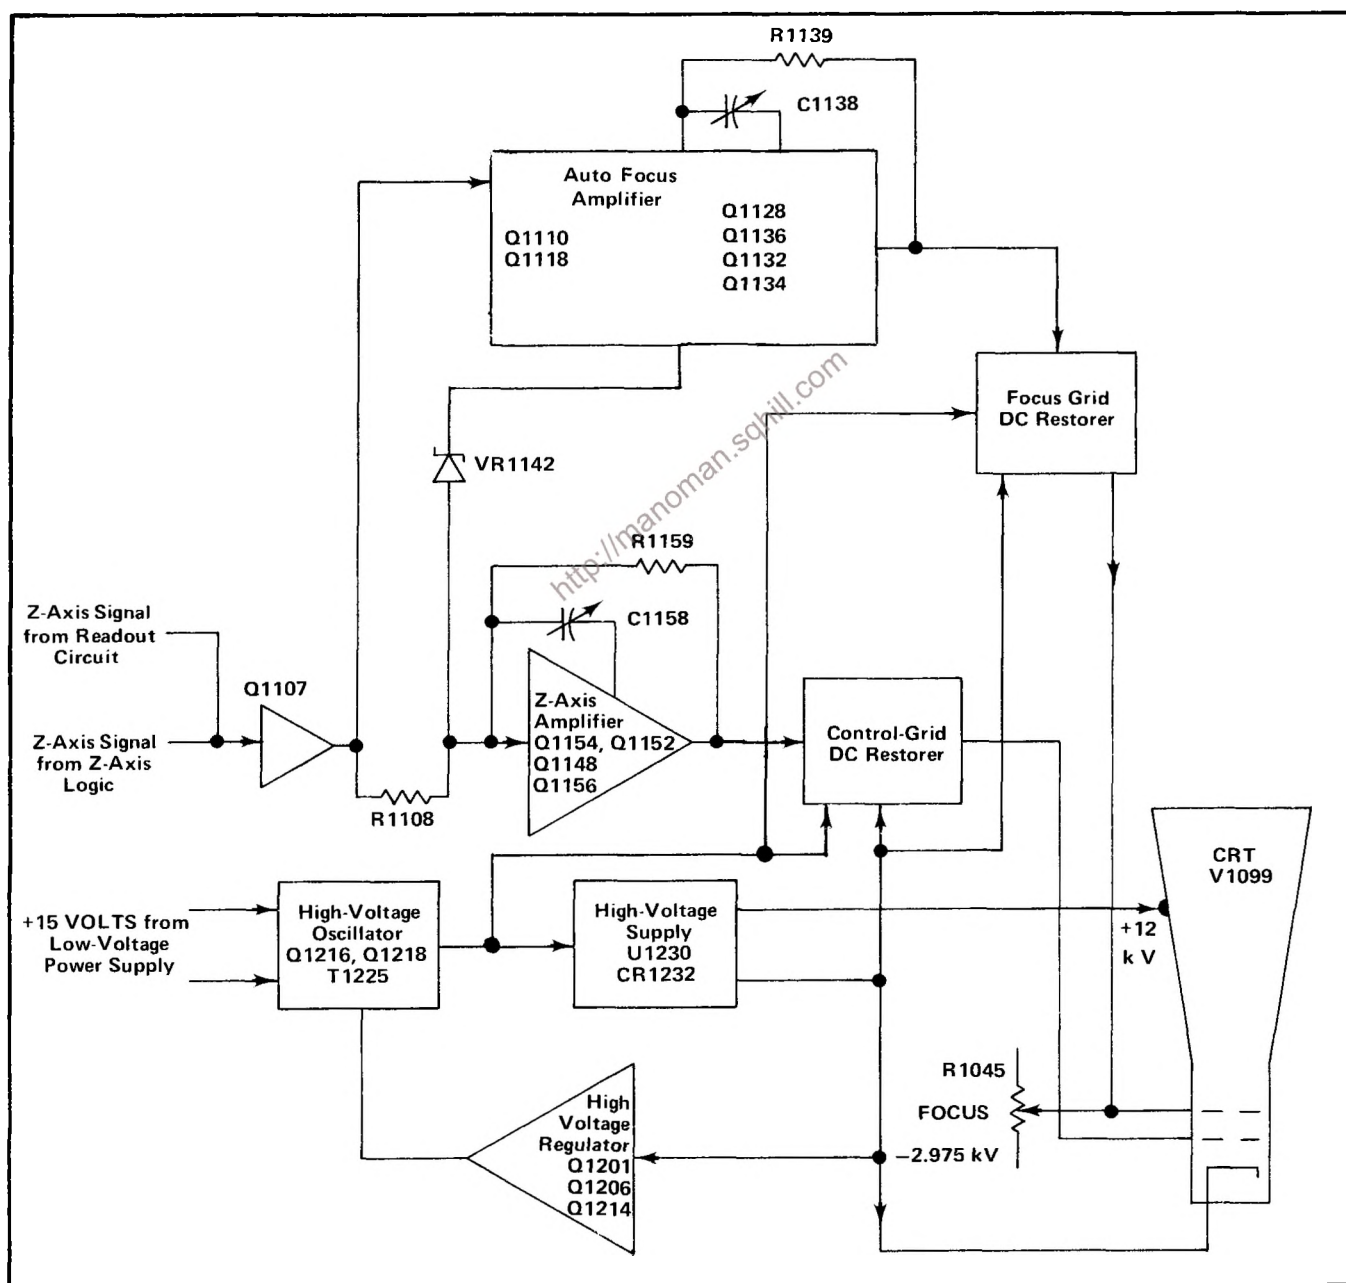 R1139
C1138
Auto Focus
Amplifier
Q1110
Q1118
Q1128
Q1136
Q1132
Q1134
Focus Grid
DC Restorer
VR1142
http://manoman.sqhill.com
R1159
C1158
Z-Axis Signal
from Readout
Circuit
Q1107
Z-Axis Signal
from Z-Axis
Logic
R1108
Z-Axis
Amplifier
Q1154, Q1152
Q1148
Q1156
Control-Grid
DC Restorer
CRT
V1099
+15 VOLTS from
Low-Voltage
Power Supply
High-Voltage
Oscillator
Q1216, Q1218
T1225
High-Voltage
Supply
U1230
CR1232
+12
kV
R1045
FOCUS
−2.975 kV
High
Voltage
Regulator
Q1201
Q1206
Q1214